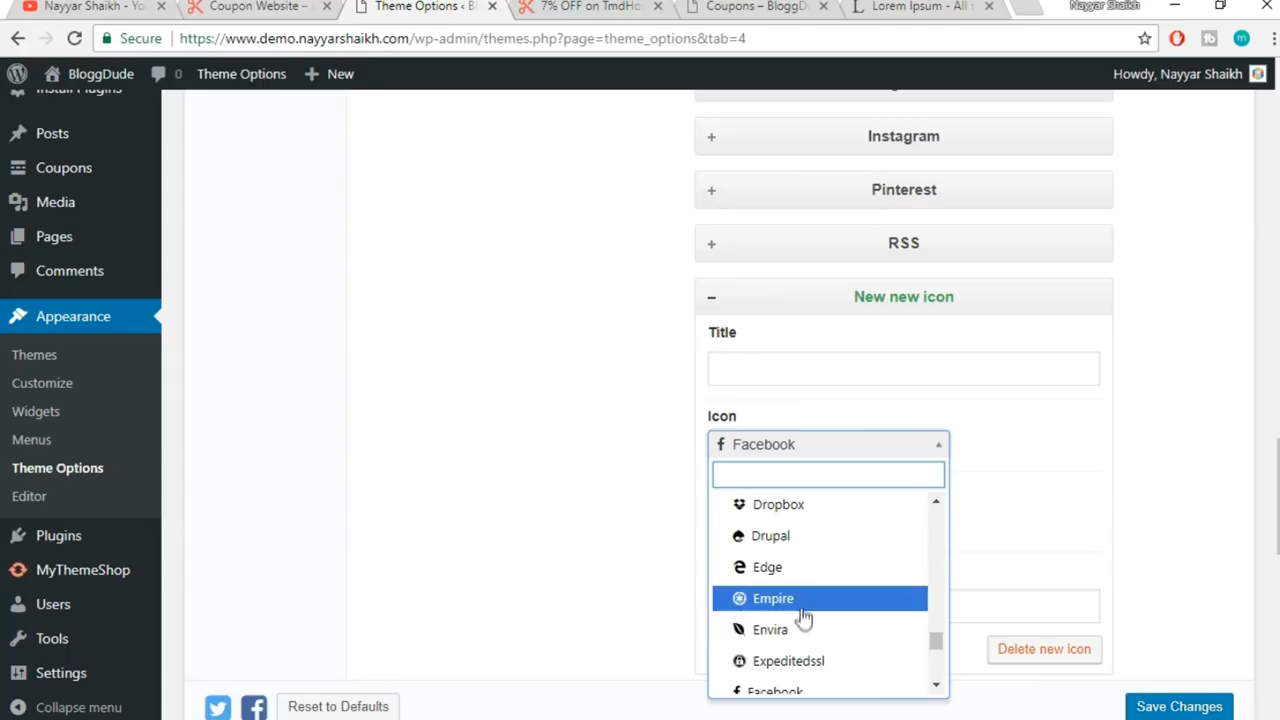 Nayyar Shaikh - Yo
Coupon Website –
Theme Options ‹ B
7% OFF on TmdHo
Coupons – BloggD
Lorem Ipsum - All
Nayyar Shaikh
Secure
https://www.demo.nayyarshaikh.com/wp-admin/themes.php?page=theme_options&tab=4
BloggDude
0
Theme Options
+ New
Howdy, Nayyar Shaikh
Install Plugins
Posts
Coupons
Media
Pages
Comments
Appearance
Themes
Customize
Widgets
Menus
Theme Options
Editor
Plugins
MyThemeShop
Users
Tools
Settings
Collapse menu
+ Instagram
+ Pinterest
+ RSS
– New new icon
Title
Icon
Facebook
Dropbox
Drupal
Edge
Empire
Envira
Expeditedssl
Facebook
Delete new icon
Reset to Defaults
Save Changes